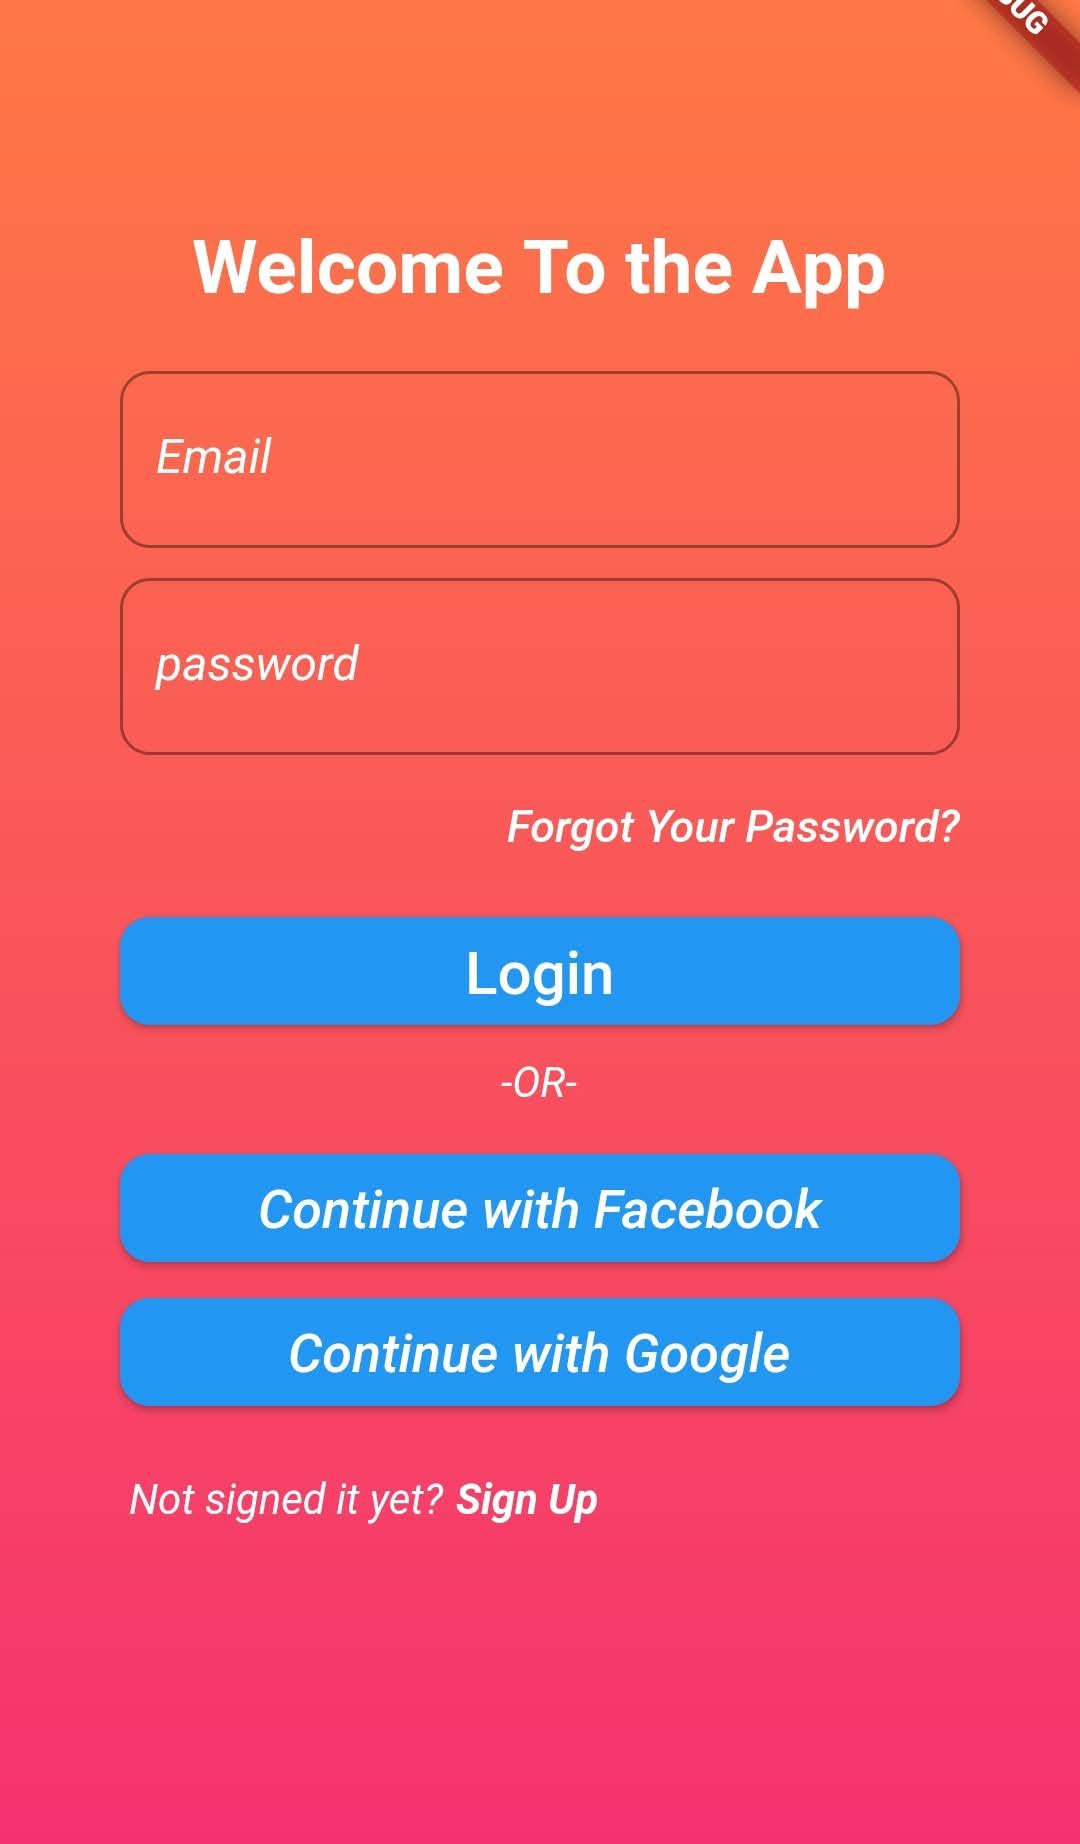 Welcome To the App
Email
password
Forgot Your Password?
Login
-OR-
Continue with Facebook
Continue with Google
Not signed it yet? Sign Up